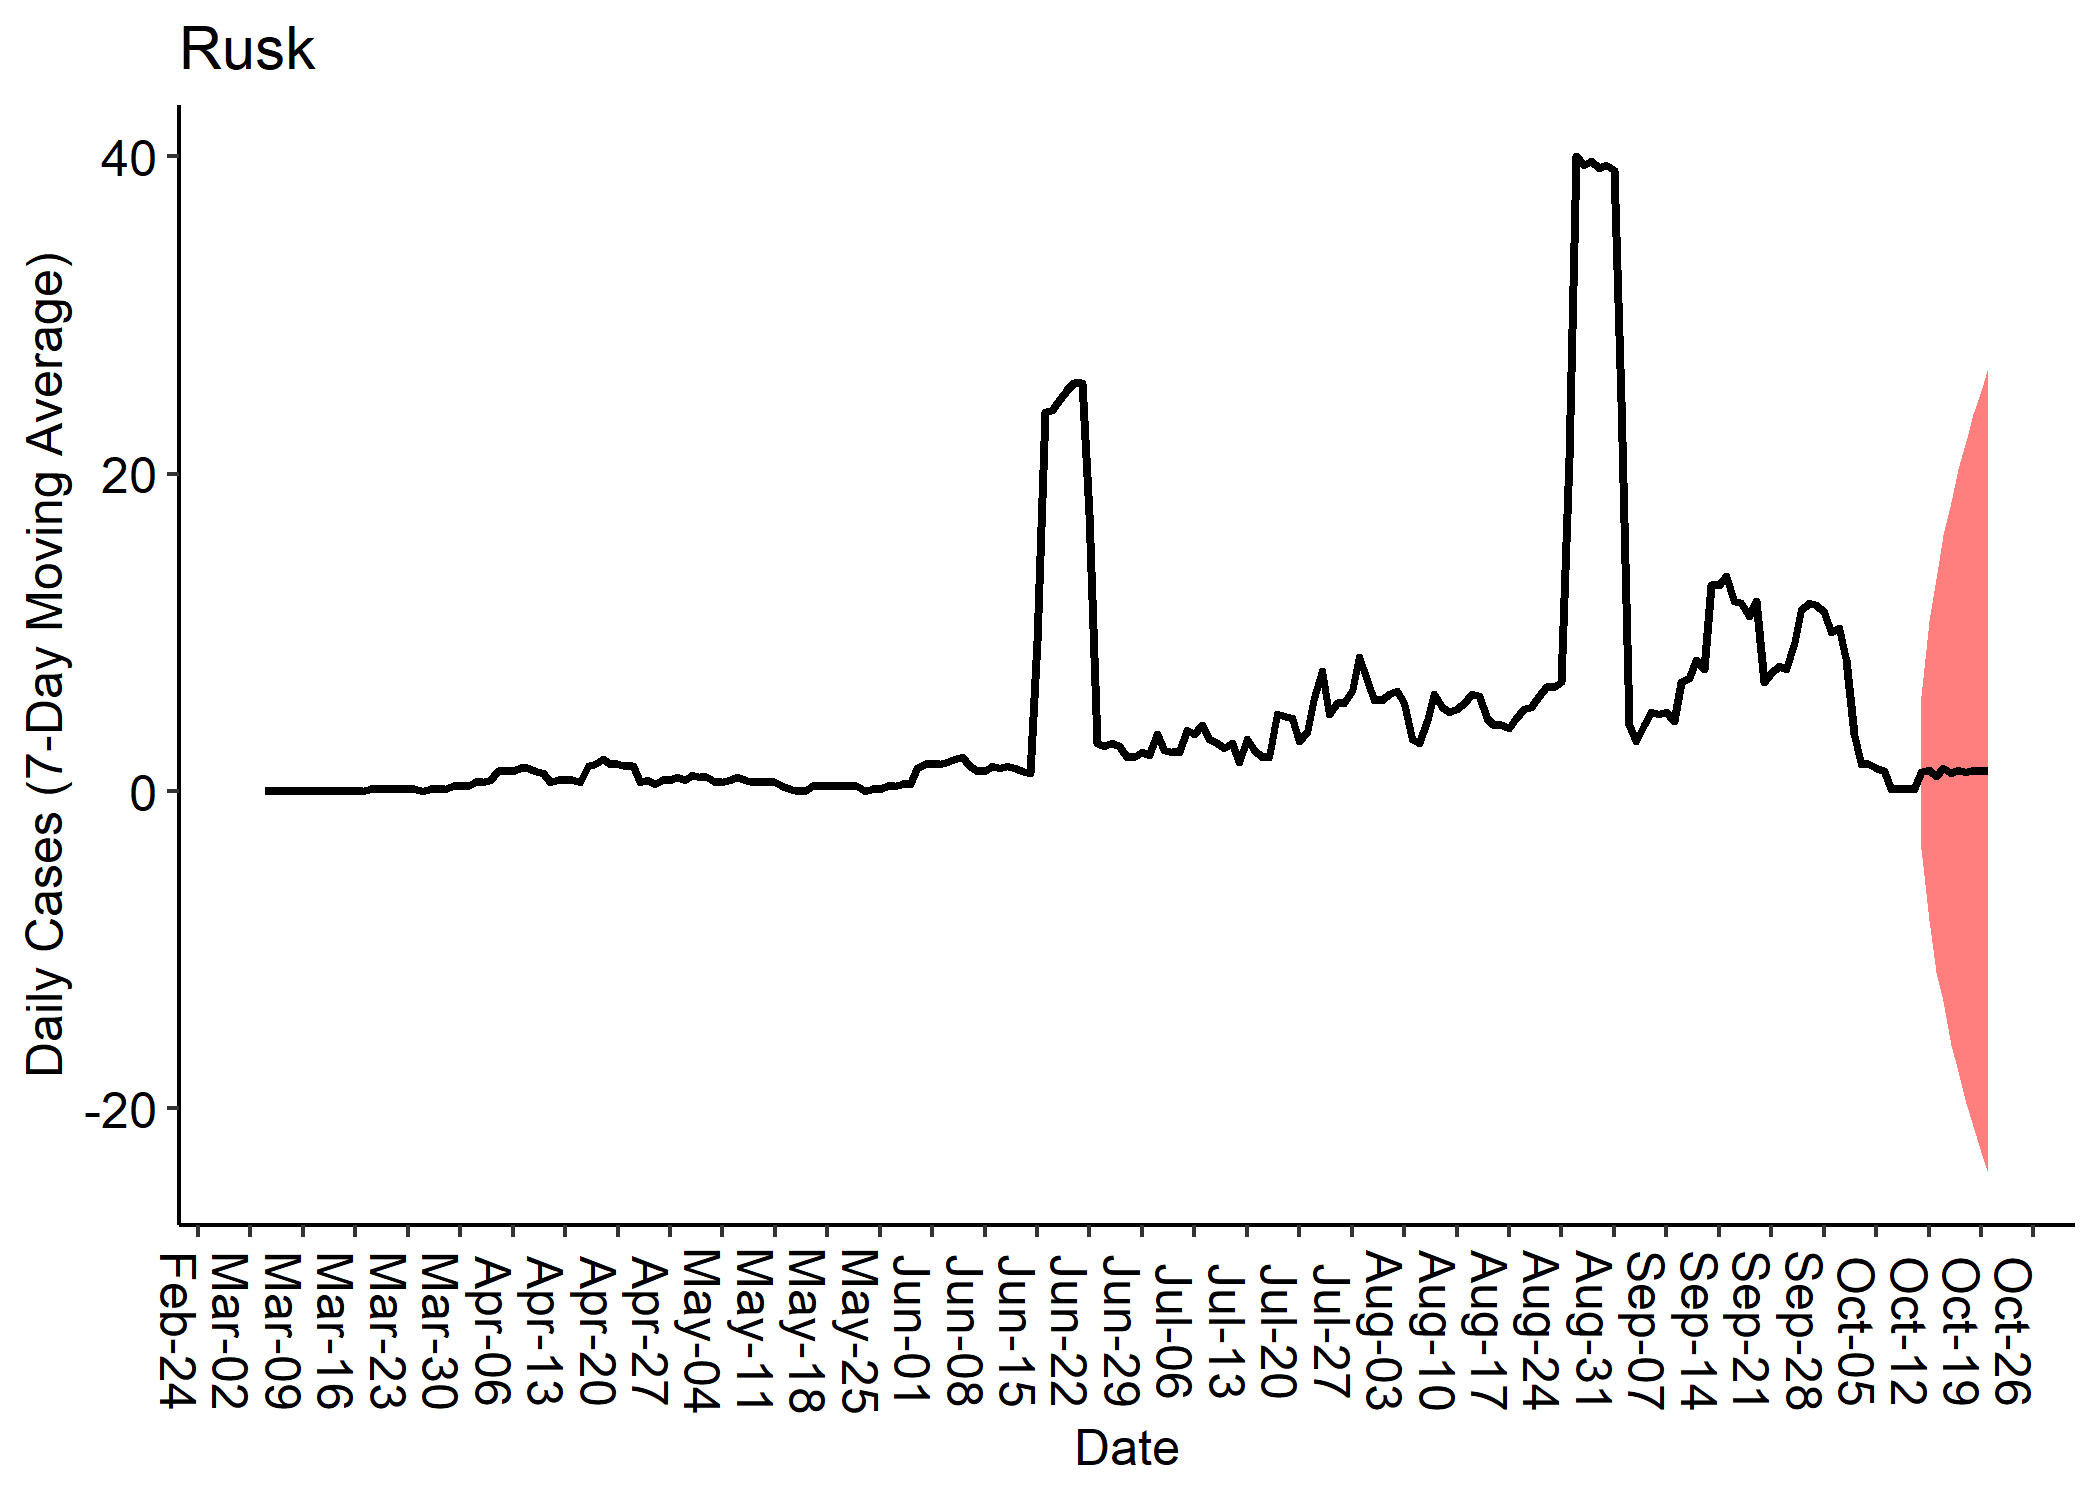 Rusk
Daily Cases (7-Day Moving Average)
40
20
0
-20
Feb-24
Mar-02
Mar-09
Mar-16
Mar-23
Mar-30
Apr-06
Apr-13
Apr-20
Apr-27
May-04
May-11
May-18
May-25
Jun-01
Jun-08
Jun-15
Jun-22
Jun-29
Jul-06
Jul-13
Jul-20
Jul-27
Aug-03
Aug-10
Aug-17
Aug-24
Aug-31
Sep-07
Sep-14
Sep-21
Sep-28
Oct-05
Oct-12
Oct-19
Oct-26
Date